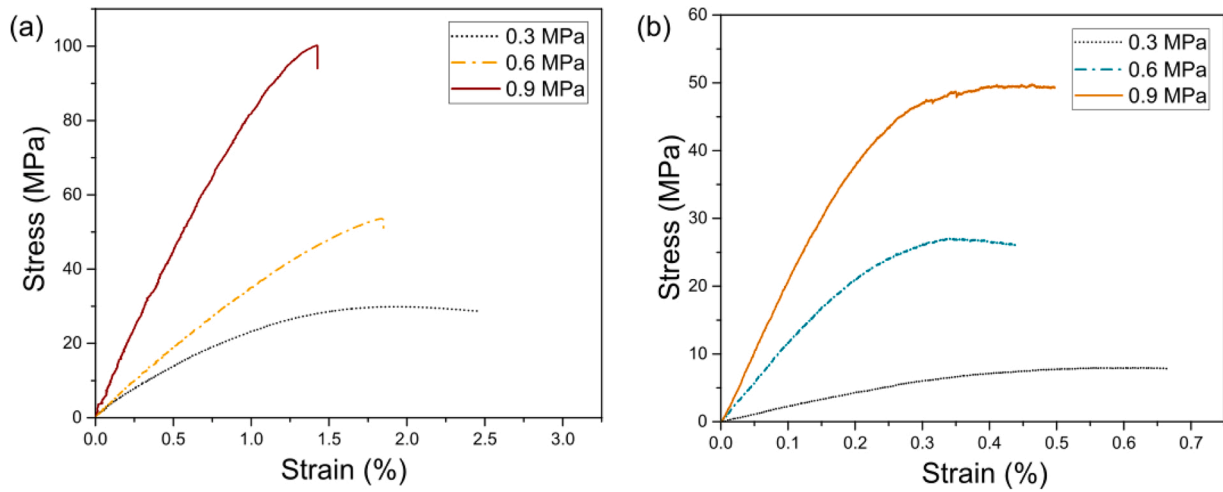 (a)
0.3 MPa
0.6 MPa
0.9 MPa
Stress (MPa)
100
80
60
40
20
0
0.0 0.5 1.0 1.5 2.0 2.5 3.0
Strain (%)
(b)
0.3 MPa
0.6 MPa
0.9 MPa
Stress (MPa)
60
50
40
30
20
10
0
0.0 0.1 0.2 0.3 0.4 0.5 0.6 0.7
Strain (%)